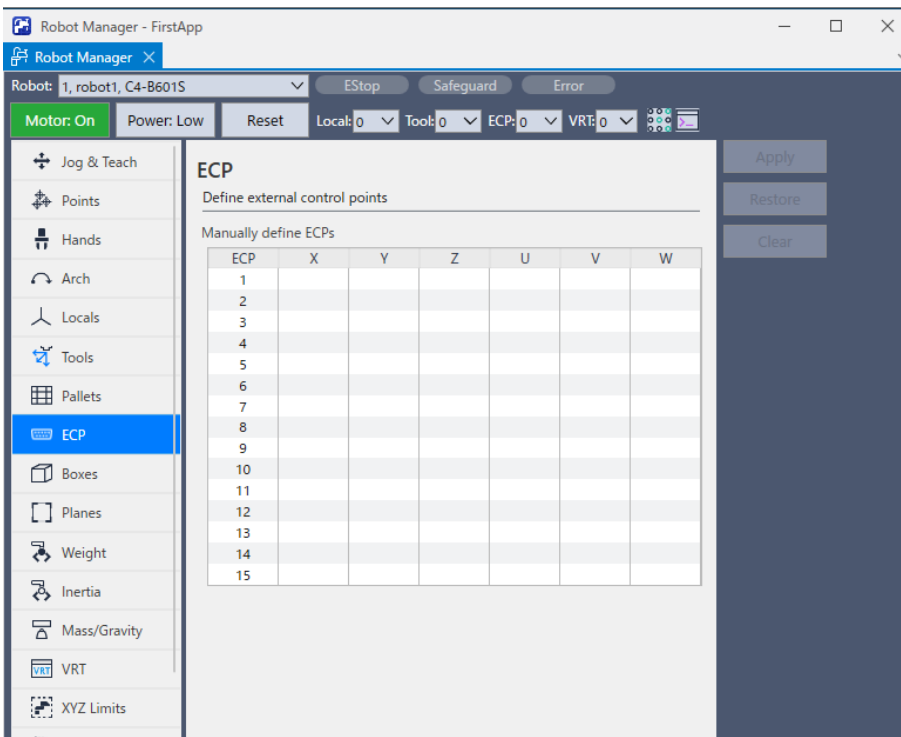 Robot Manager - FirstApp
Robot Manager
Robot: 1, robot1, C4-B601S EStop Safeguard Error
Motor: On Power: Low Reset Local: 0 Tool: 0 ECP: 0 VRT: 0
Jog & Teach
Points
Hands
Arch
Locals
Tools
Pallets
ECP
Boxes
Planes
Weight
Inertia
Mass/Gravity
VRT VRT
XYZ Limits
ECP
Define external control points
Manually define ECPs
ECP X Y Z U V W
1
2
3
4
5
6
7
8
9
10
11
12
13
14
15
Apply
Restore
Clear